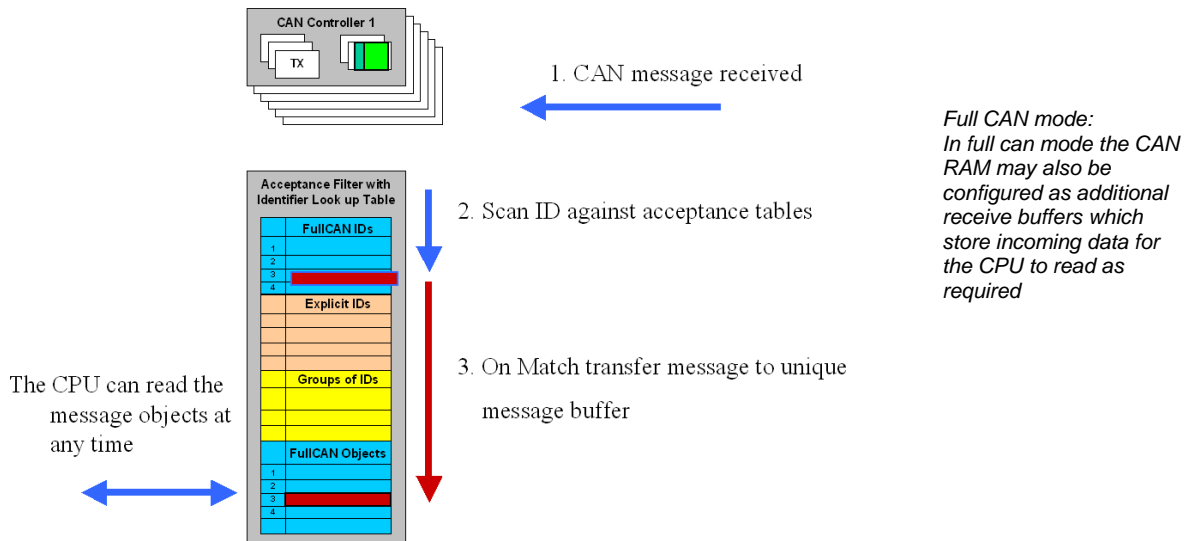 CAN Controller 1
TX
1. CAN message received
Full CAN mode:
In full can mode the CAN
RAM may also be
configured as additional
receive buffers which
store incoming data for
the CPU to read as
required
Acceptance Filter with
Identifier Look up Table
FullCAN IDs
1
2
3
4
2. Scan ID against acceptance tables
Explicit IDs
3. On Match transfer message to unique
message buffer
Groups of IDs
The CPU can read the
message objects at
any time
FullCAN Objects
1
2
3
4